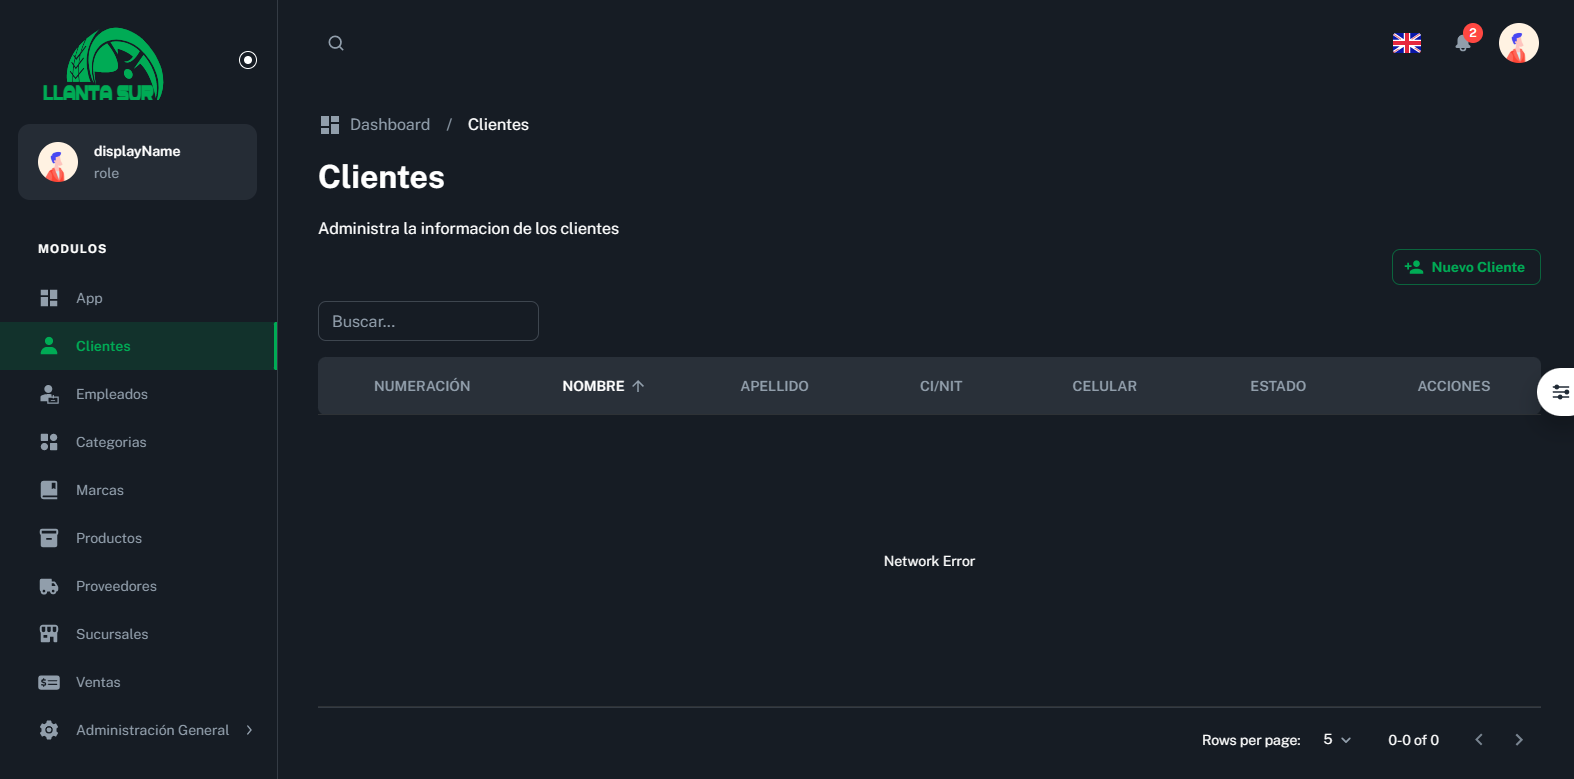 LLANTA SUR
2
displayName
role
Dashboard / Clientes
Clientes
Administra la informacion de los clientes
Nuevo Cliente
MODULOS
App
Clientes
Empleados
Categorias
Marcas
Productos
Proveedores
Sucursales
Ventas
Administración General
Buscar...
NUMERACIÓN NOMBRE APELLIDO CI/NIT CELULAR ESTADO ACCIONES
Network Error
Rows per page: 5 0-0 of 0